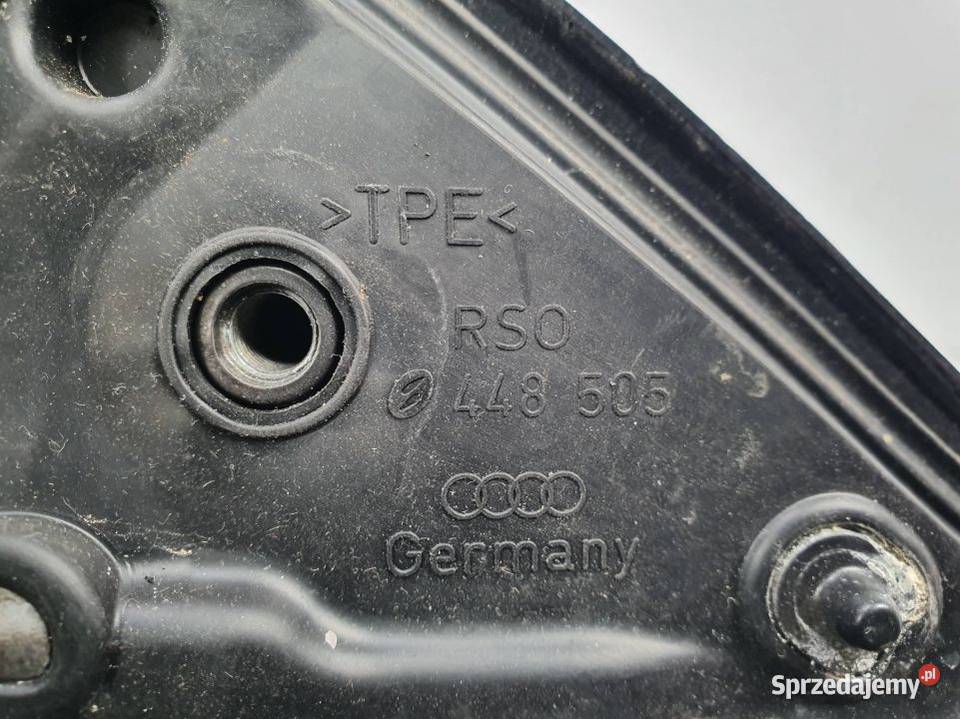 >TPE<
RSO
448 505
Germany
Sprzedajemy.pl